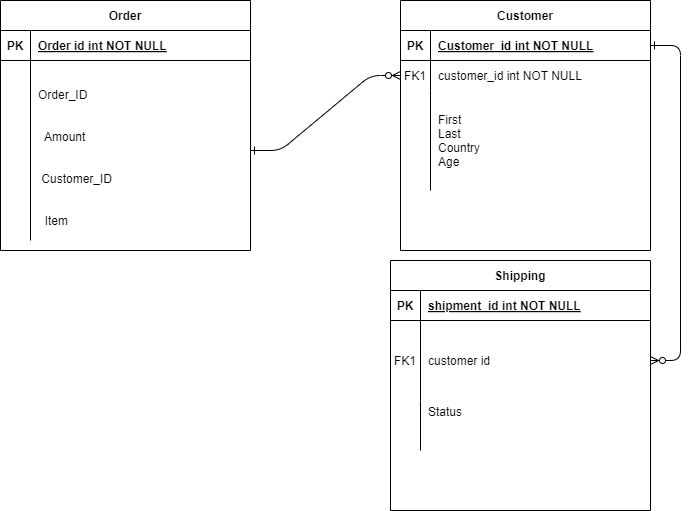 Order
PK Order id int NOT NULL
Order_ID
Amount
Customer_ID
Item
Customer
PK Customer_id int NOT NULL
FK1 customer_id int NOT NULL
First
Last
Country
Age
Shipping
PK shipment_id int NOT NULL
FK1 customer id
Status